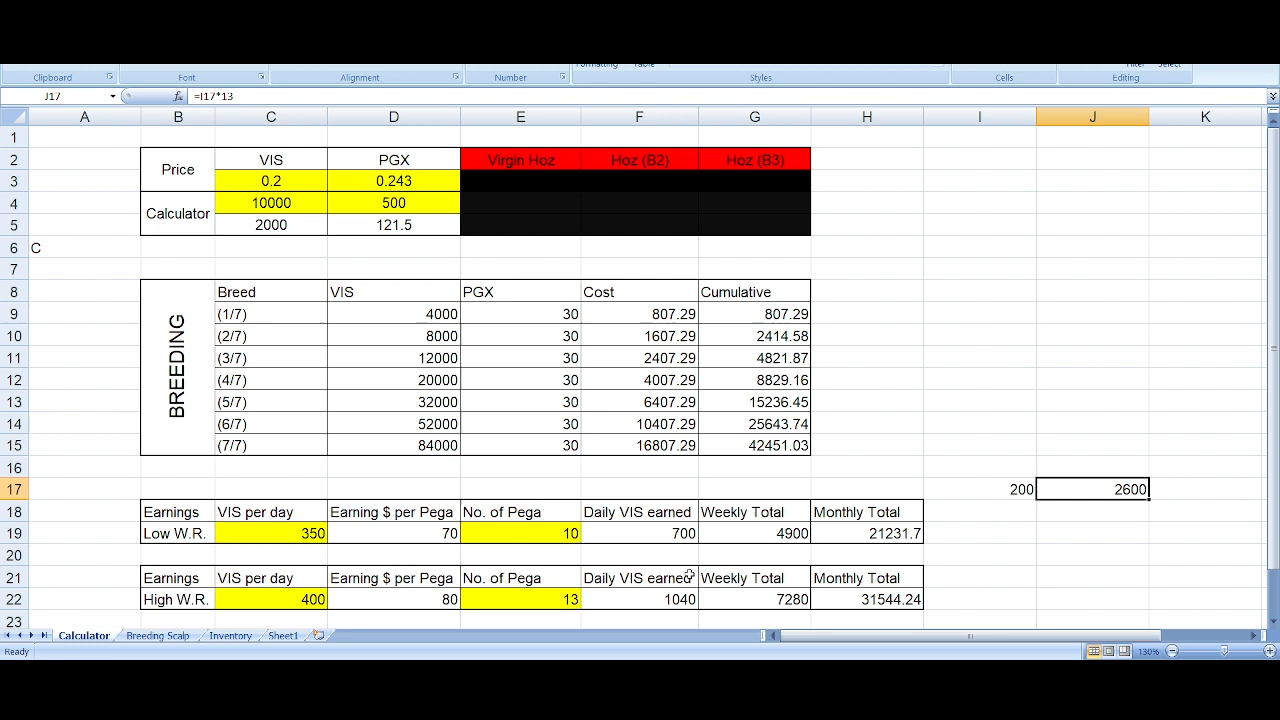 Clipboard Font Alignment Number Styles Cells Editing
J17 fx =I17*13
A B C D E F G H I J K
1
2 Price VIS PGX Virgin Hoz Hoz (B2) Hoz (B3)
3 0.2 0.243
4 Calculator 10000 500
5 2000 121.5
6 C
7
8 BREEDING Breed VIS PGX Cost Cumulative
9 (1/7) 4000 30 807.29 807.29
10 (2/7) 8000 30 1607.29 2414.58
11 (3/7) 12000 30 2407.29 4821.87
12 (4/7) 20000 30 4007.29 8829.16
13 (5/7) 32000 30 6407.29 15236.45
14 (6/7) 52000 30 10407.29 25643.74
15 (7/7) 84000 30 16807.29 42451.03
16
17 200 2600
18 Earnings VIS per day Earning $ per Pega No. of Pega Daily VIS earned Weekly Total Monthly Total
19 Low W.R. 350 70 10 700 4900 21231.7
20
21 Earnings VIS per day Earning $ per Pega No. of Pega Daily VIS earned Weekly Total Monthly Total
22 High W.R. 400 80 13 1040 7280 31544.24
23
Calculator Breeding Scalp Inventory Sheet1
Ready 130%